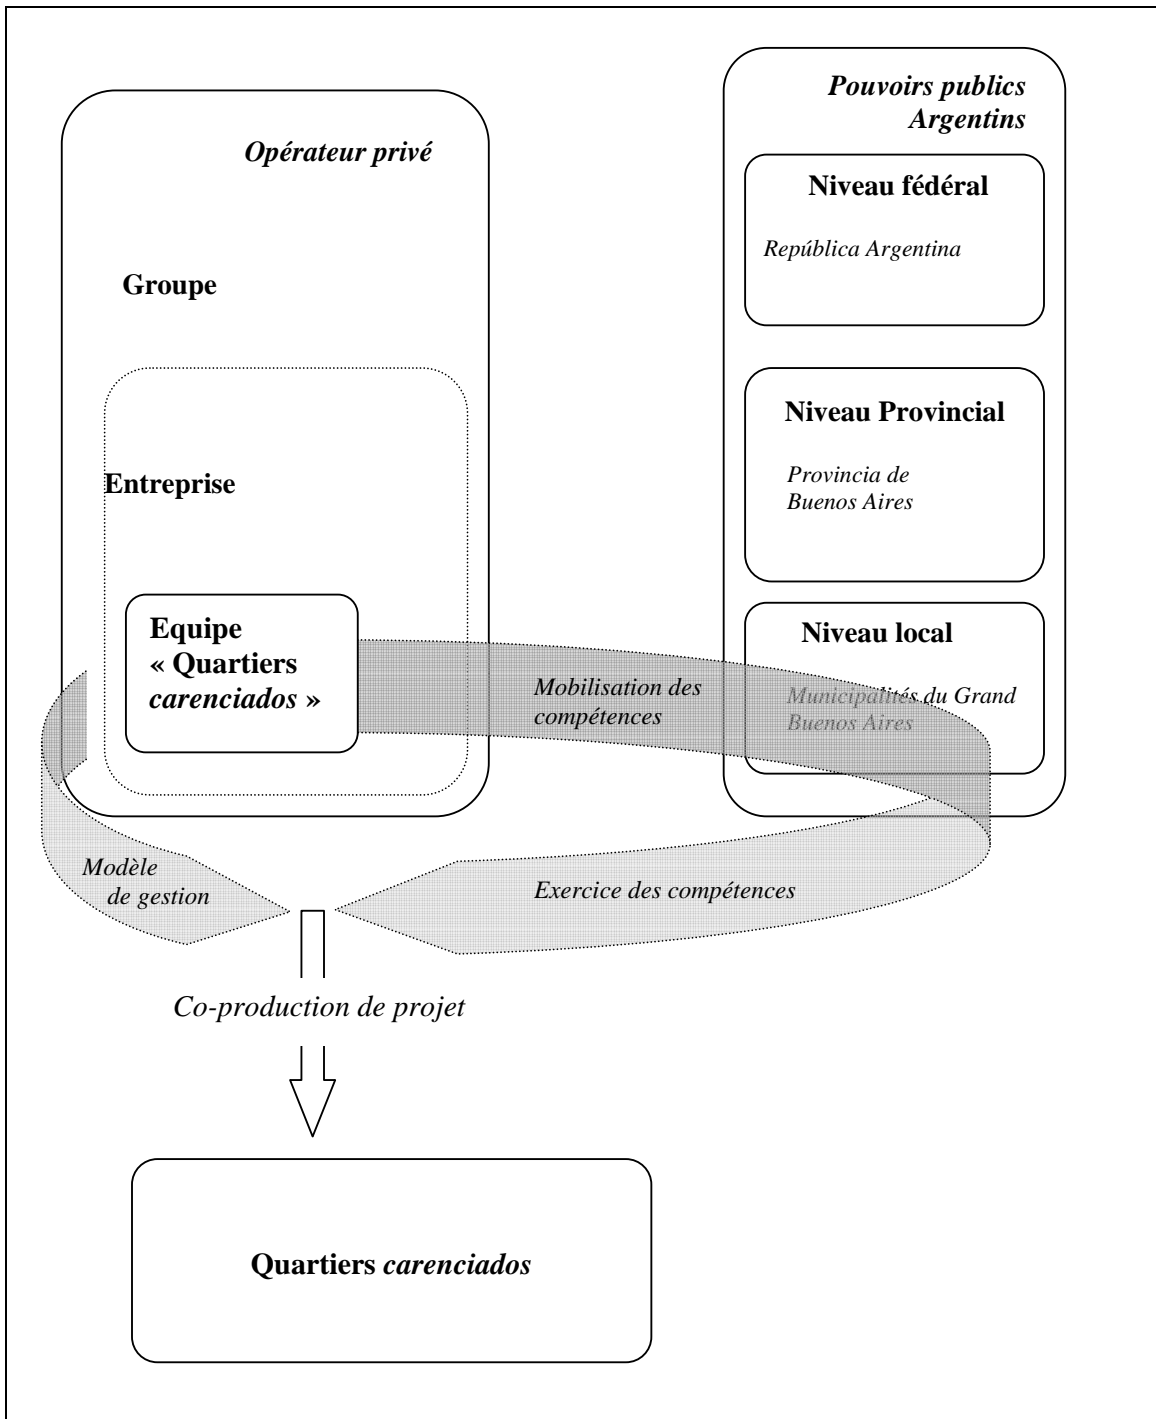 Opérateur privé
Groupe
Entreprise
Equipe
« Quartiers
carenciados »
Pouvoirs publics
Argentins
Niveau fédéral
República Argentina
Niveau Provincial
Provincia de
Buenos Aires
Niveau local
Municipalités du Grand
Buenos Aires
Mobilisation des
compétences
Modèle
de gestion
Exercice des compétences
Co-production de projet
Quartiers carenciados